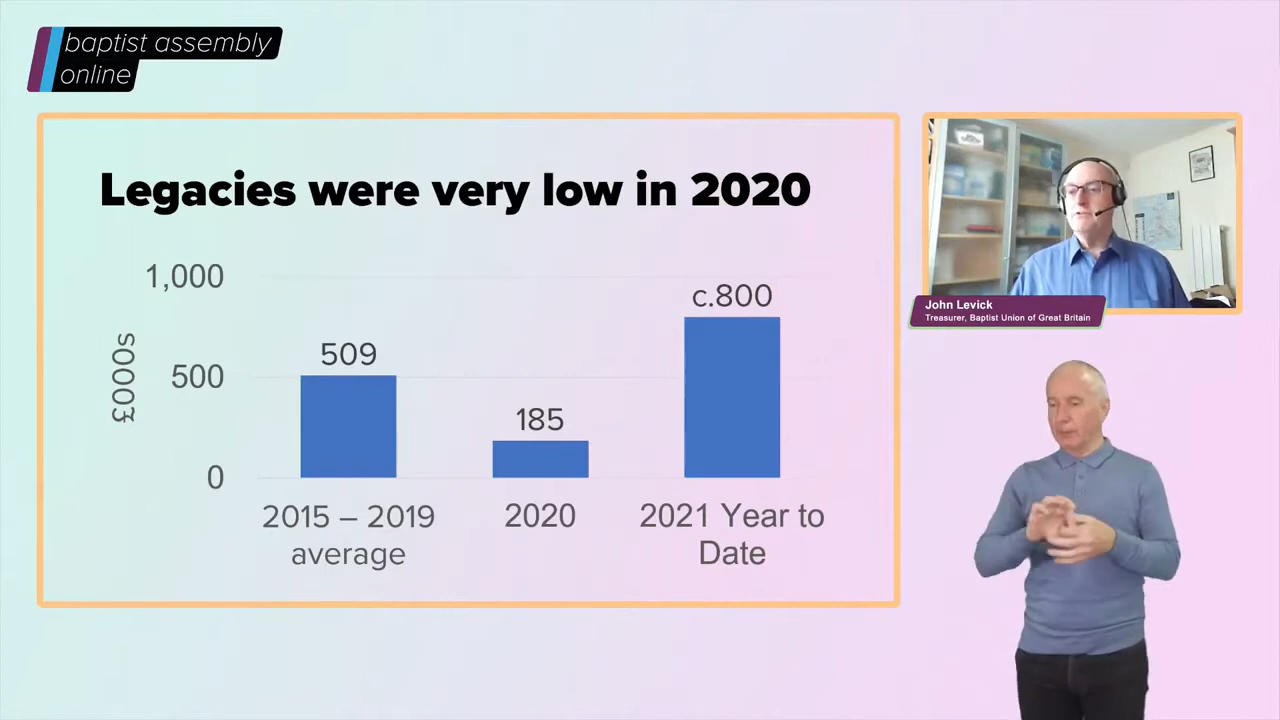 baptist assembly
online
Legacies were very low in 2020
£000s
1,000
500
0
509
185
c.800
2015 – 2019
average
2020
2021 Year to
Date
John Levick
Treasurer, Baptist Union of Great Britain